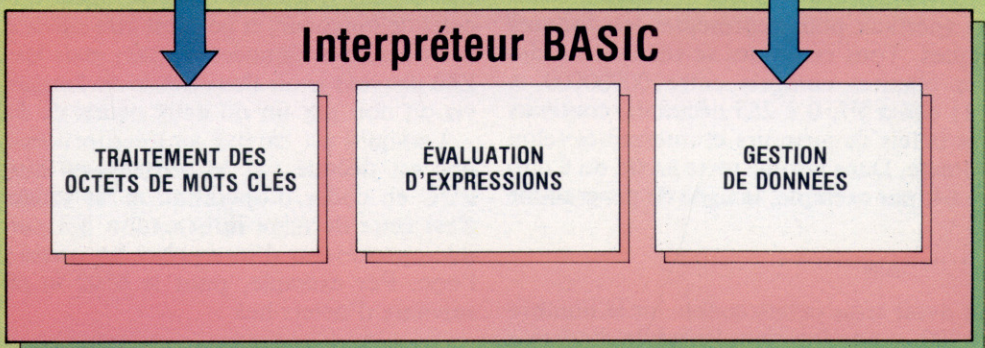 Interpréteur BASIC
TRAITEMENT DES
OCTETS DE MOTS CLÉS
ÉVALUATION
D'EXPRESSIONS
GESTION
DE DONNÉES